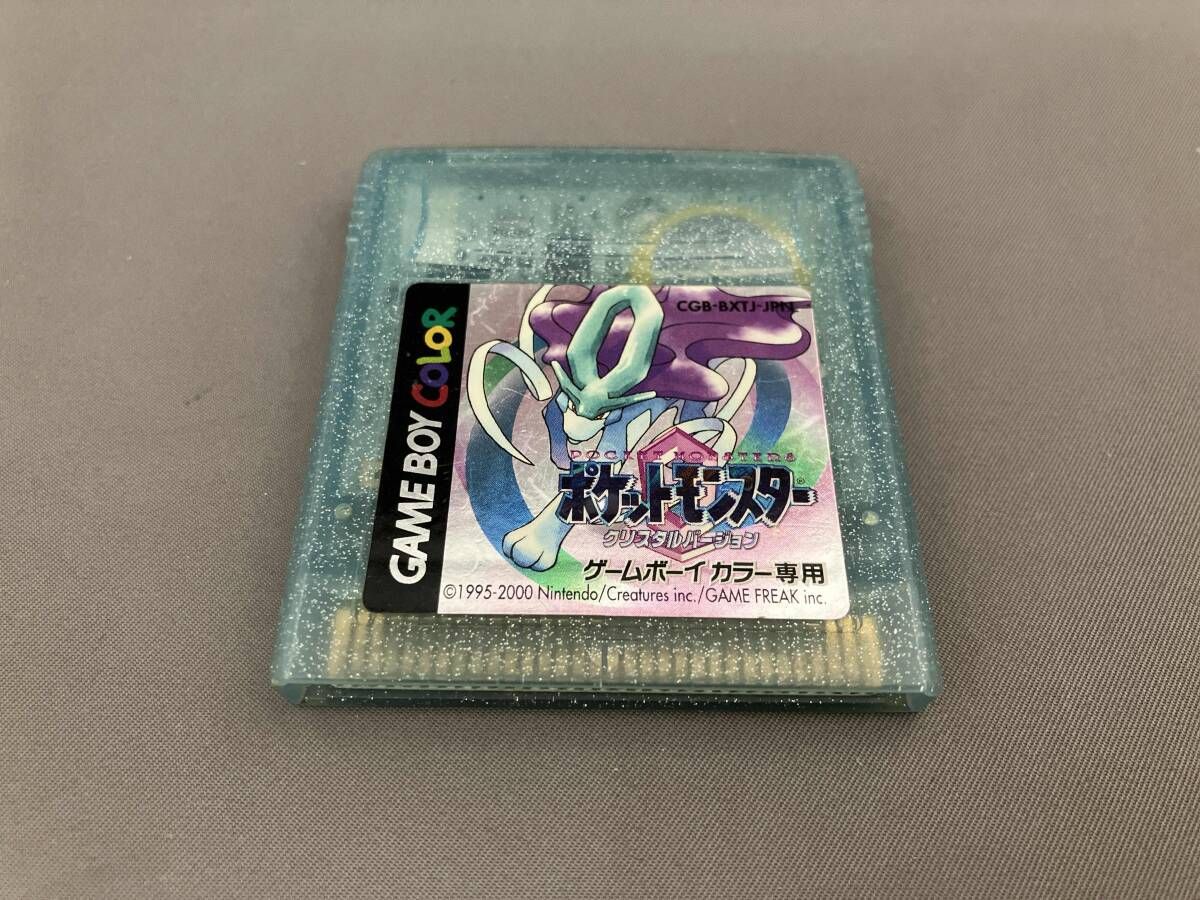 GAME BOY COLOR
CGB-BXTJ-JPN
POCKET MONSTERS
ポケットモンスター
クリスタルバージョン
ゲームボーイ カラー専用
©1995-2000 Nintendo/Creatures inc./GAME FREAK inc.